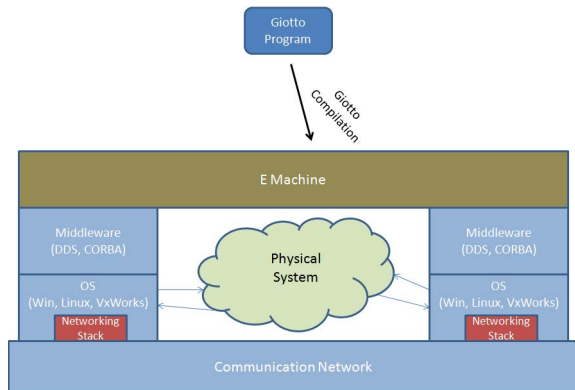 Giotto
Program
Giotto
Compilation
E Machine
Middleware
(DDS, CORBA)
Middleware
(DDS, CORBA)
Physical
System
OS
(Win, Linux, VxWorks)
OS
(Win, Linux, VxWorks)
Networking
Stack
Networking
Stack
Communication Network